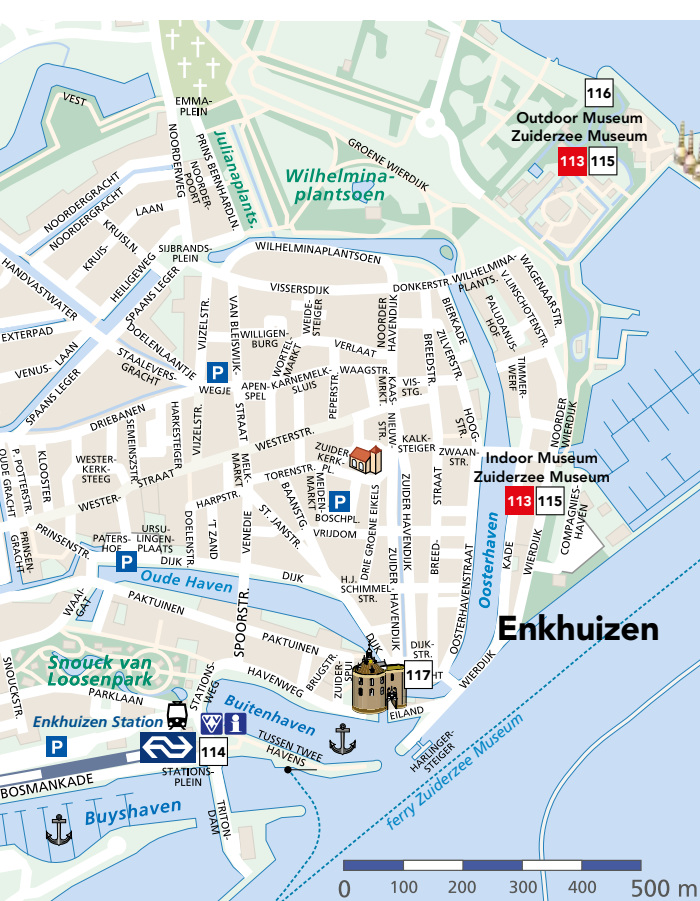 116
Outdoor Museum
Zuiderzee Museum
113
115
VEST
EMMA-
PLEIN
NOORDERWEG
PRINS BERNHARDLN.
NOORDER-
POORT
Julianaplants.
GROENE WIERDIJK
Wilhelmina-
plantsoen
NOORDERGRACHT
NOORDERGRACHT
LAAN
KRUISLN
KRUIS-
HEILIGEWEG
SIJBRANDS-
PLEIN
SPAANS LEGER
WILHELMINAPLANTSOEN
HANDVASTWATER
VISSERSDIJK
DONKERSTR.
WILHELMINA-
PLANTS.
WAGENAARSTR.
V.LINSCHOTENSTR.
PALUDANUS-
HOF
BIERKADE
ZILVERSTR.
BREEDSTR.
NOORDER
HAVENDIJK
VIJZELSTR.
VAN BLEISWIJK-
WEIDE-
STEIGER
WILLIGEN-
BURG
WORTEL-
MARKT
VERLAAT
EXTERPAD
DOELENLAANTJE
STAALEVERS-
GRACHT
VENUS-
LAAN
SPAANS LEGER
P
WEGJE
APEN-
SPEL
KARNEMELK-
SLUIS
PEPERSTR.
WAAGSTR.
KAAS-
MRKT.
VIS-
STG.
TIMMER-
WERF
NOORDER
WIERDIJK
DRIEBANEN
HARKESTEIGER
VIJZELSTR.
STRAAT
MELK-
MARKT
WESTERSTR.
NIEUW-
STR.
KALK-
STEIGER
HOOG-
STR.
ZWAAN-
STR.
Indoor Museum
Zuiderzee Museum
113
115
P. POTTERSTR.
OUDE GRACHT
KLOOSTER
WESTER-
KERK-
STEEG
SEMEINSZSTR.
STRAAT
WESTER-
HARPSTR.
TORENSTR.
ZUIDER
KERK-
PL.
MEIDEN-
MARKT
BAANSTG.
P
BOSCHPL.
VRIJDOM
ST. JANSTR.
DRIE GROENE EIKELS
ZUIDER HAVENDIJK
STRAAT
BREED-
Oosterhaven
KADE
WIERDIJK
COMPAGNIES-
HAVEN
PRINSENSTR.
PRINSEN-
GRACHT
PATERS-
HOF
URSU-
LINGEN-
PLAATS
DOELENSTR.
'T ZAND
VENEDIE
P
DIJK
DIJK
Oude Haven
H.J.
SCHIMMEL-
STR.
ZUIDER HAVENDIJK
OOSTERHAVENSTRAAT
WAAI-
GAT
PAKTUINEN
SPOORSTR.
PAKTUINEN
Enkhuizen
DIJK
DIJK-
STR.
Snouck van
Loosenpark
SNOUCKSTR.
PARKLAAN
STATIONS-
WEG
HAVENWEG
BRUGSTR.
ZUIDER-
SPUI
117
HT
WIERDIJK
EILAND
Enkhuizen Station
VVV
i
Buitenhaven
P
114
STATIONS-
PLEIN
TUSSEN TWEE
HAVENS
HARLINGER-
STEIGER
ferry Zuiderzee Museum
BOSMANKADE
Buyshaven
TRITON-
DAM
0
100
200
300
400
500 m